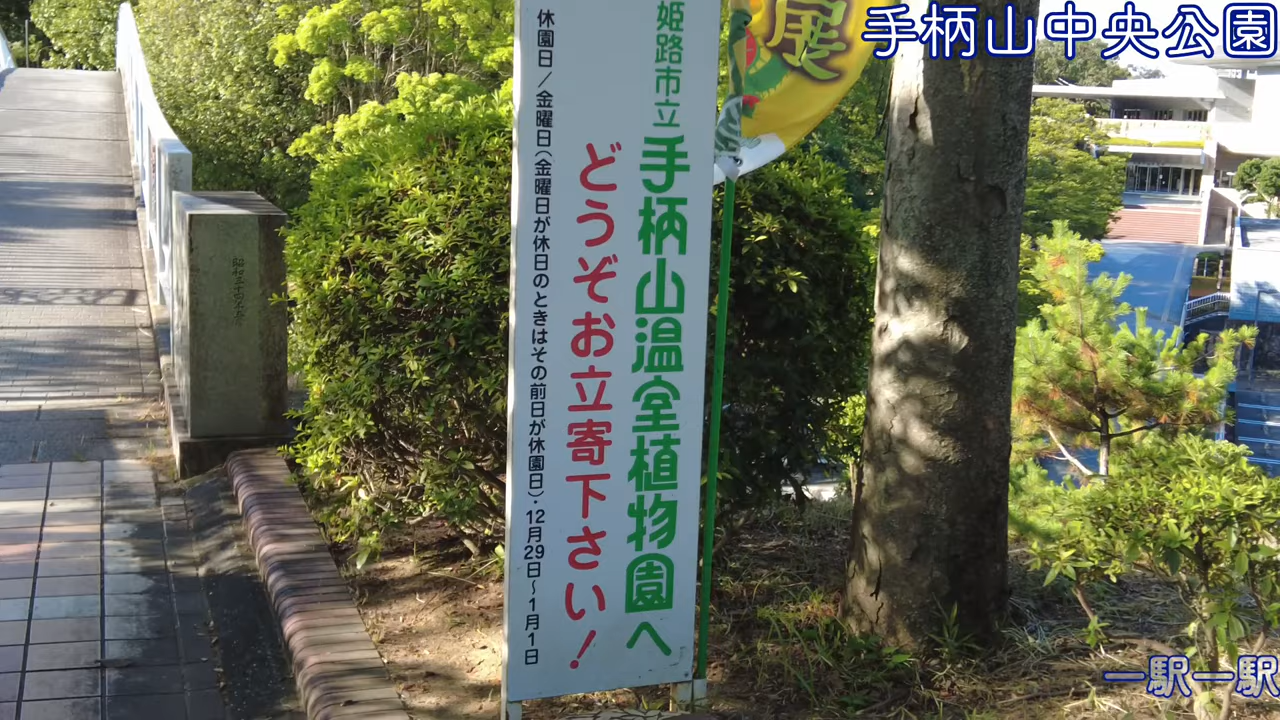 手柄山中央公園
展
姫路市立手柄山温室植物園へ
どうぞお立寄下さい!
休園日/金曜日(金曜日が休日のときはその前日が休園日)・12月29日~1月1日
一駅一駅